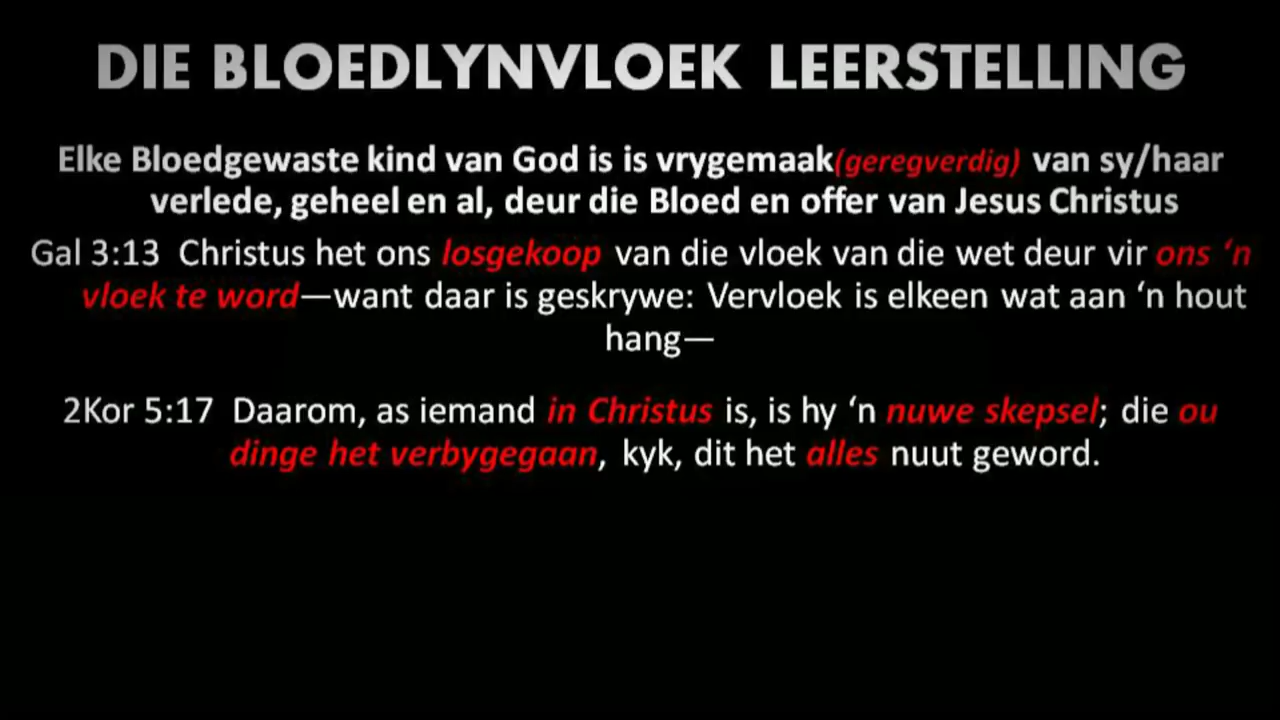 DIE BLOEDLYNVLOEK LEERSTELLING
Elke Bloedgewaste kind van God is is vrygemaak(geregverdig) van sy/haar
verlede, geheel en al, deur die Bloed en offer van Jesus Christus
Gal 3:13 Christus het ons losgekoop van die vloek van die wet deur vir ons ‘n
vloek te word—want daar is geskrywe: Vervloek is elkeen wat aan ‘n hout
hang—
2Kor 5:17 Daarom, as iemand in Christus is, is hy ‘n nuwe skepsel; die ou
dinge het verbygegaan, kyk, dit het alles nuut geword.